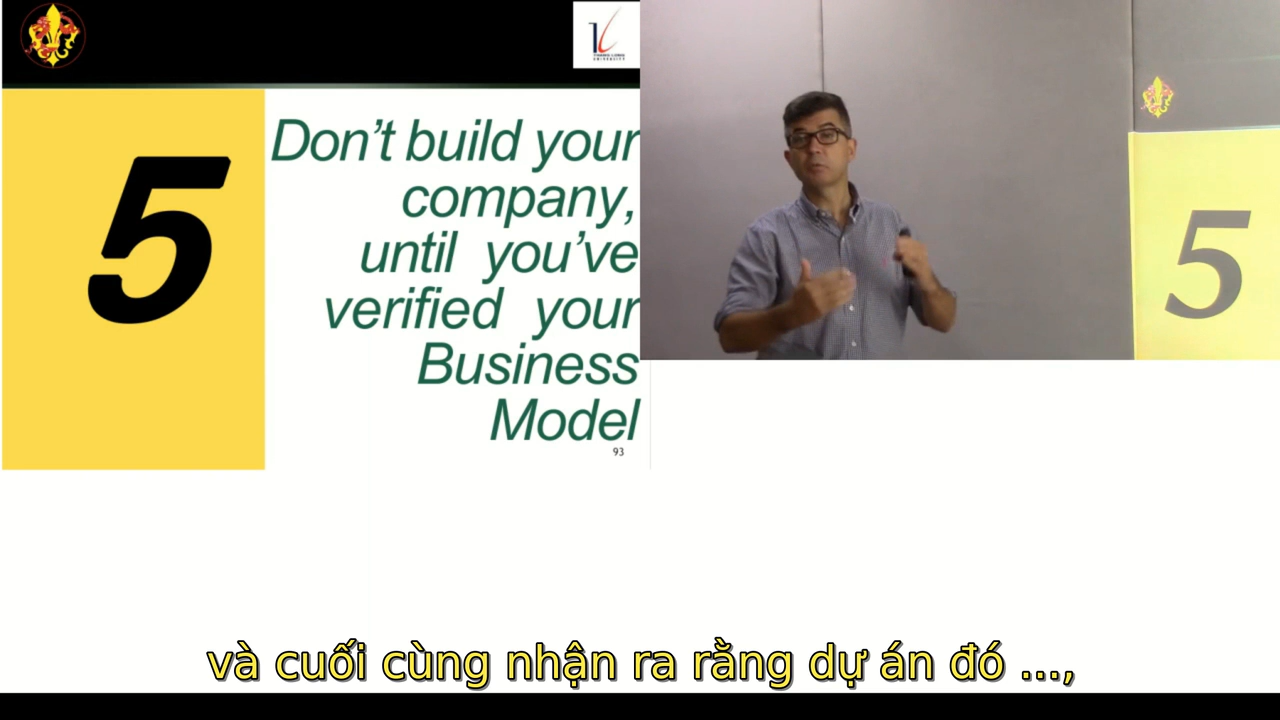 5
Don't build your
company,
until you've
verified your
Business
Model
93
5
và cuối cùng nhận ra rằng dự án đó ...,